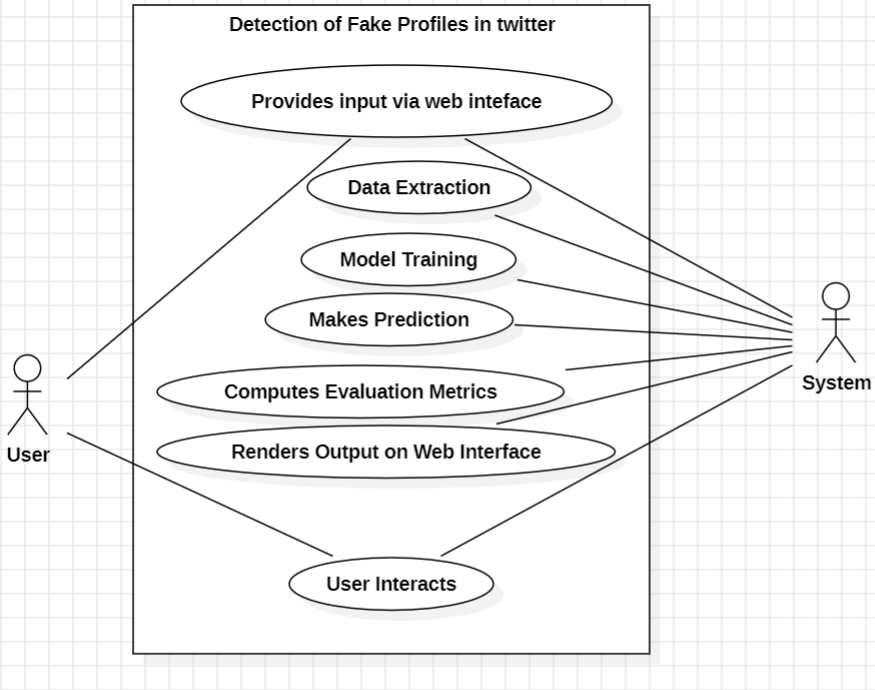 Detection of Fake Profiles in twitter
Provides input via web inteface
Data Extraction
Model Training
Makes Prediction
Computes Evaluation Metrics
Renders Output on Web Interface
User Interacts
User
System